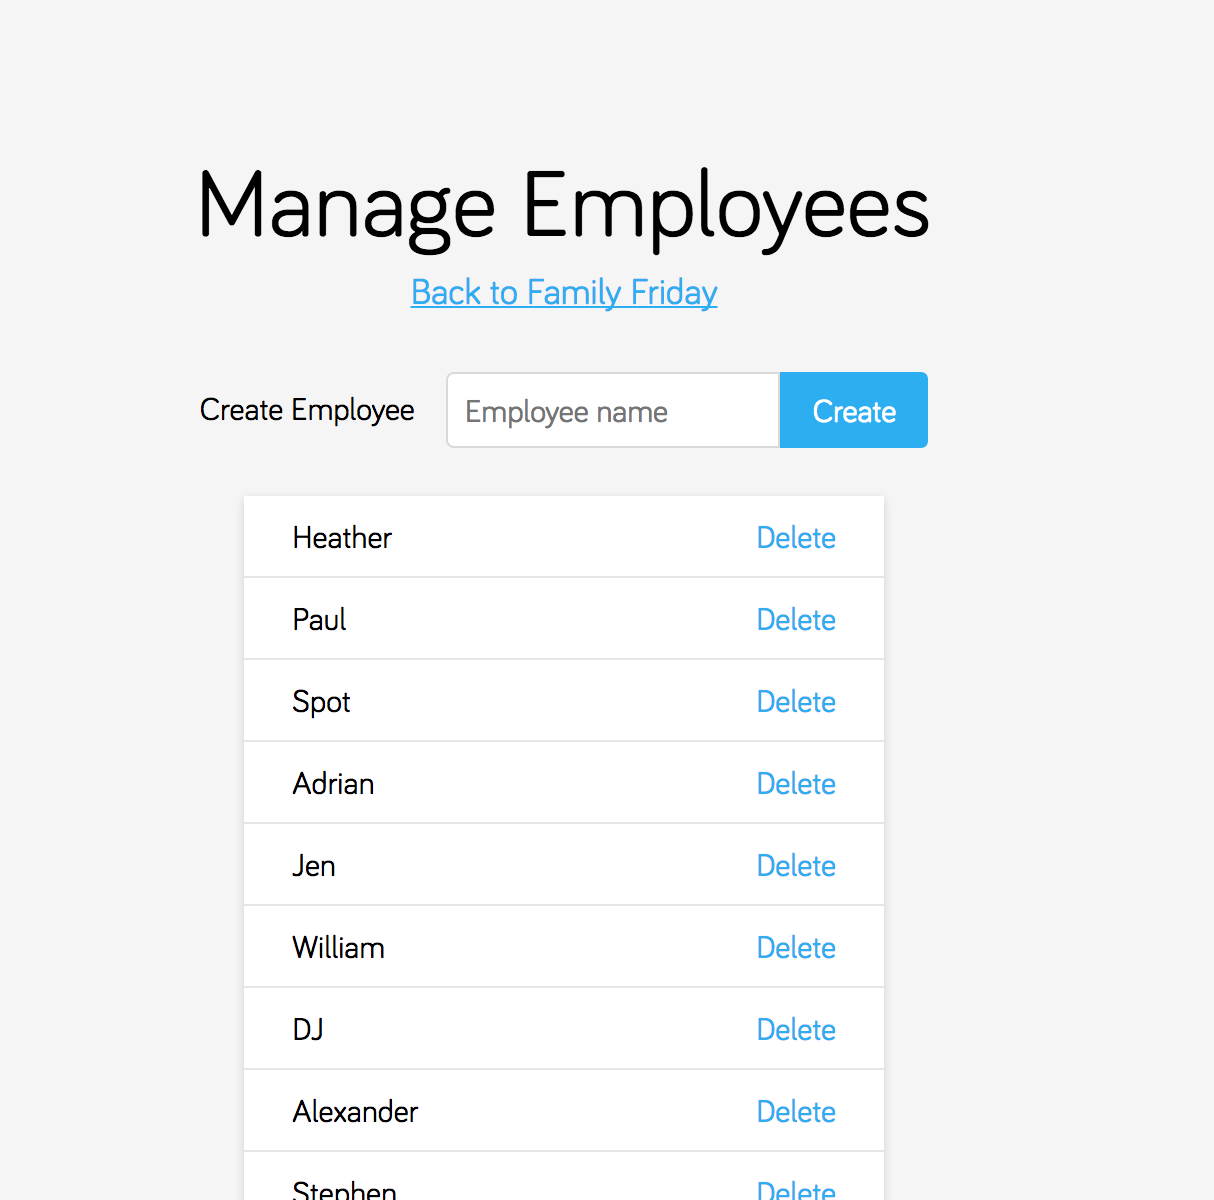 Manage Employees
Back to Family Friday
Create Employee Employee name Create
Heather Delete
Paul Delete
Spot Delete
Adrian Delete
Jen Delete
William Delete
DJ Delete
Alexander Delete
Stephen Delete